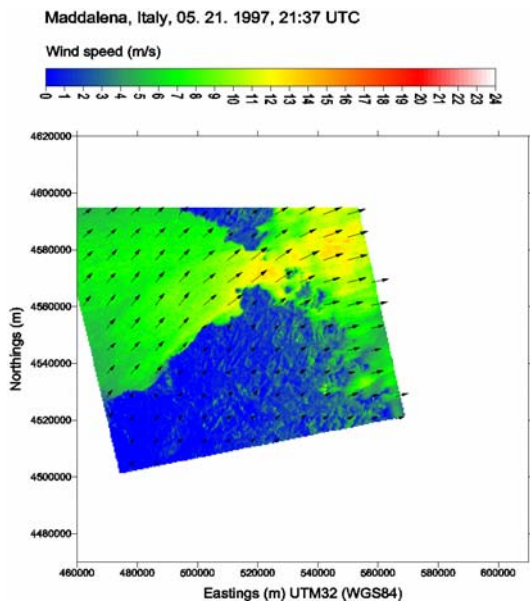 Maddalena, Italy, 05. 21. 1997, 21:37 UTC
Wind speed (m/s)
0 1 2 3 4 5 6 7 8 9 10 11 12 13 14 15 16 17 18 19 20 21 22 23 24
4620000
4600000
4580000
4560000
4540000
4520000
4500000
4480000
Northings (m)
460000 480000 500000 520000 540000 560000 580000 600000
Eastings (m) UTM32 (WGS84)